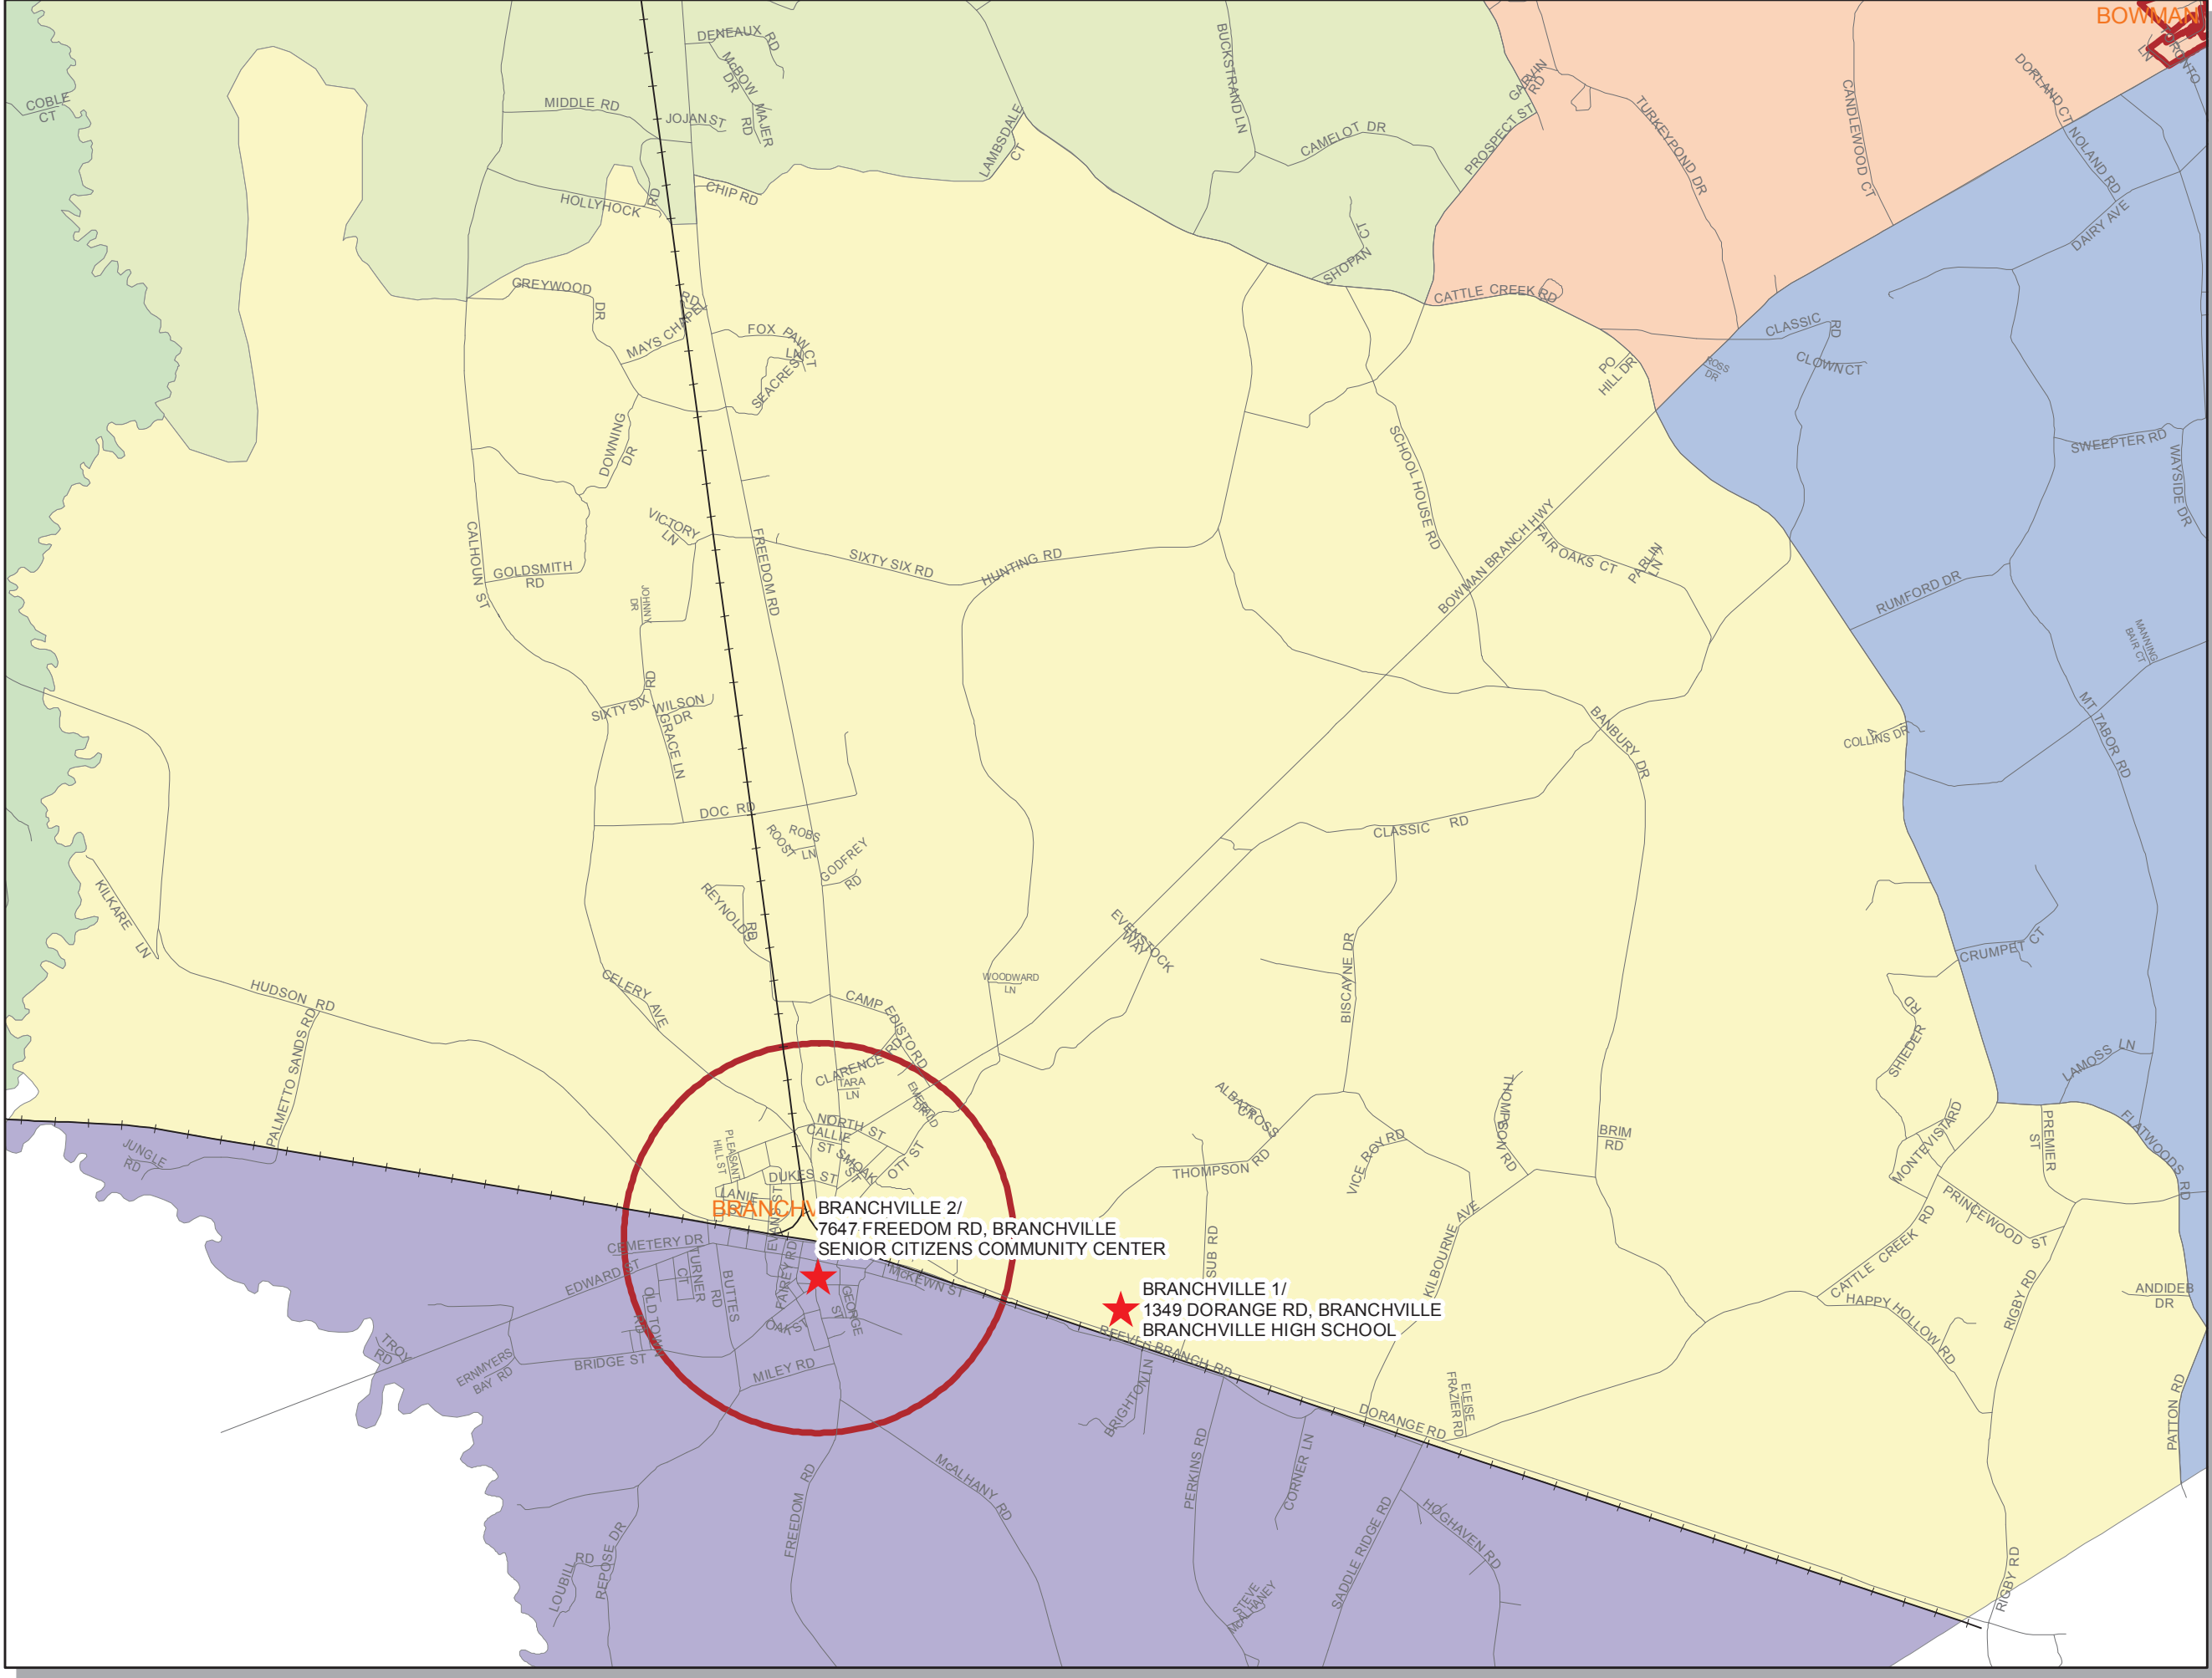 BOWMAN
DENEAUX RD
McBOW DR
MAJER RD
MIDDLE RD
JOJAN ST
COBLE CT
LAMBSDALE CT
BUCKSTRAND LN
CAMELOT DR
PROSPECT ST
GARVIN RD
TURKEYPOND DR
CANDLEWOOD CT
DORLAND CT
NOLAND RD
DAIRY AVE
LN
HOLLYHOCK RD
CHIP RD
SHOPAN CT
CATTLE CREEK RD
GREYWOOD DR
MAYS CHAPEL RD
FOX PAW CT
SEACREST LN
PO HILL DR
ROSS DR
CLASSIC RD
CLOWN CT
SWEEPTER RD
WAYSIDE DR
DOWNING DR
SCHOOL HOUSE RD
VICTORY LN
FREEDOM RD
SIXTY SIX RD
HUNTING RD
BOWMAN BRANCH HWY
FAIR OAKS CT
PARLIN LN
CALHOUN ST
GOLDSMITH RD
JOHNNY DR
RUMFORD DR
MANNING BAIR CT
SIXTY SIX RD
WILSON DR
GRACE LN
BANBURY DR
COLLINS DR
A
MT TABOR RD
DOC RD
ROBS LN
ROOST
GODFREY RD
CLASSIC RD
KILKARE LN
REYNOLDS RD
EVENSTOCK WAY
BISCAYNE DR
CRUMPET CT
HUDSON RD
CELERY AVE
WOODWARD LN
CAMP EDISTO RD
PALMETTO SANDS RD
SHIEDER RD
CLARENCE RD
TARA LN
EMERALD DR
LAMOSS LN
ALBATROSS CT
THOMPSON RD
BRIM RD
VICE ROY RD
THOMPSON RD
MONTEVISTA RD
PREMIER ST
FLATWOODS RD
NORTH ST
CALLIE ST
SMOAK ST
OTT ST
PLEASANT HILL ST
DUKES ST
LANIE ST
EVANS ST
JUNGLE RD
BRANCHV
BRANCHVILLE 2/
7647 FREEDOM RD, BRANCHVILLE
SENIOR CITIZENS COMMUNITY CENTER
SUB RD
KILBOURNE AVE
PRINCEWOOD ST
CATTLE CREEK RD
CEMETERY DR
EDWARD ST
TURNER CT
BUTTES RD
FAIREY RD
GEORGE ST
McKEWN ST
OLD TOWN RD
OAK ST
BRANCHVILLE 1/
1349 DORANGE RD, BRANCHVILLE
BRANCHVILLE HIGH SCHOOL
HAPPY HOLLOW RD
RIGBY RD
ANDIDEB DR
TROY RD
ERNMYERS BAY RD
BRIDGE ST
MILEY RD
REEVES BRANCH RD
BRIGHTON LN
DORANGE RD
ELEISE FRAZIER RD
PATTON RD
PERKINS RD
CORNER LN
McALHANY RD
FREEDOM RD
SADDLE RIDGE RD
HOGHAVEN RD
LOUBILL RD
REPOSE DR
STEVE McALHANEY
RIGBY RD